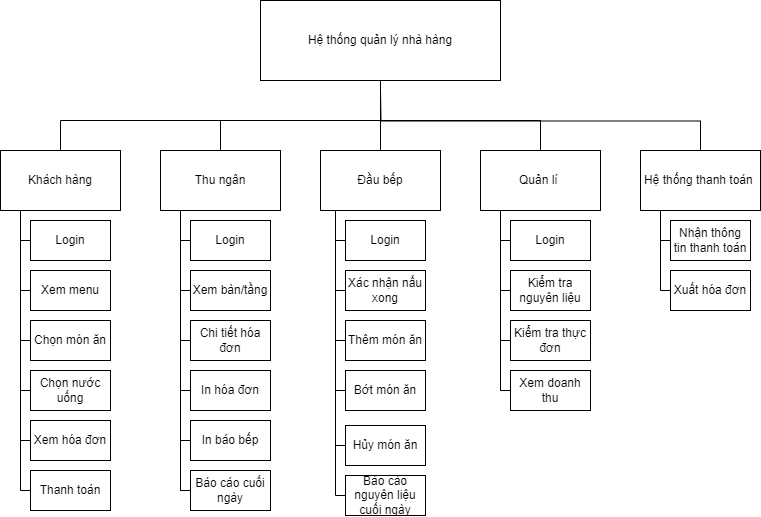 Hệ thống quản lý nhà hàng
Khách hàng
Thu ngân
Đầu bếp
Quản lí
Hệ thống thanh toán
Login
Xem menu
Chọn món ăn
Chọn nước
uống
Xem hóa đơn
Thanh toán
Login
Xem bàn/tầng
Chi tiết hóa
đơn
In hóa đơn
In báo bếp
Báo cáo cuối
ngày
Login
Xác nhận nấu
xong
Thêm món ăn
Bớt món ăn
Hủy món ăn
Báo cáo
nguyên liệu
cuối ngày
Login
Kiểm tra
nguyên liệu
Kiểm tra thực
đơn
Xem doanh
thu
Nhận thông
tin thanh toán
Xuất hóa đơn